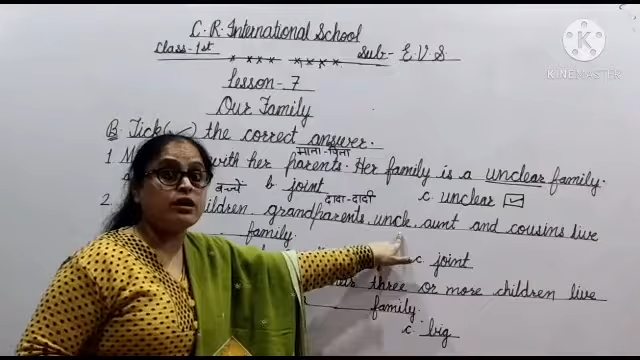 C. R. International School
Class-1st Sub- E.V.S.
Lesson-7
Our Family
B. Tick (✓) the correct answer.
माता-पिता
1. with her parents. Her family is a unclear family.
बच्चे b. joint c. unclear ✓
दादा-दादी
2. grandparents, uncle, aunt and cousins live
family.
c. joint
three or more children live
family.
c. big
KINEMASTER